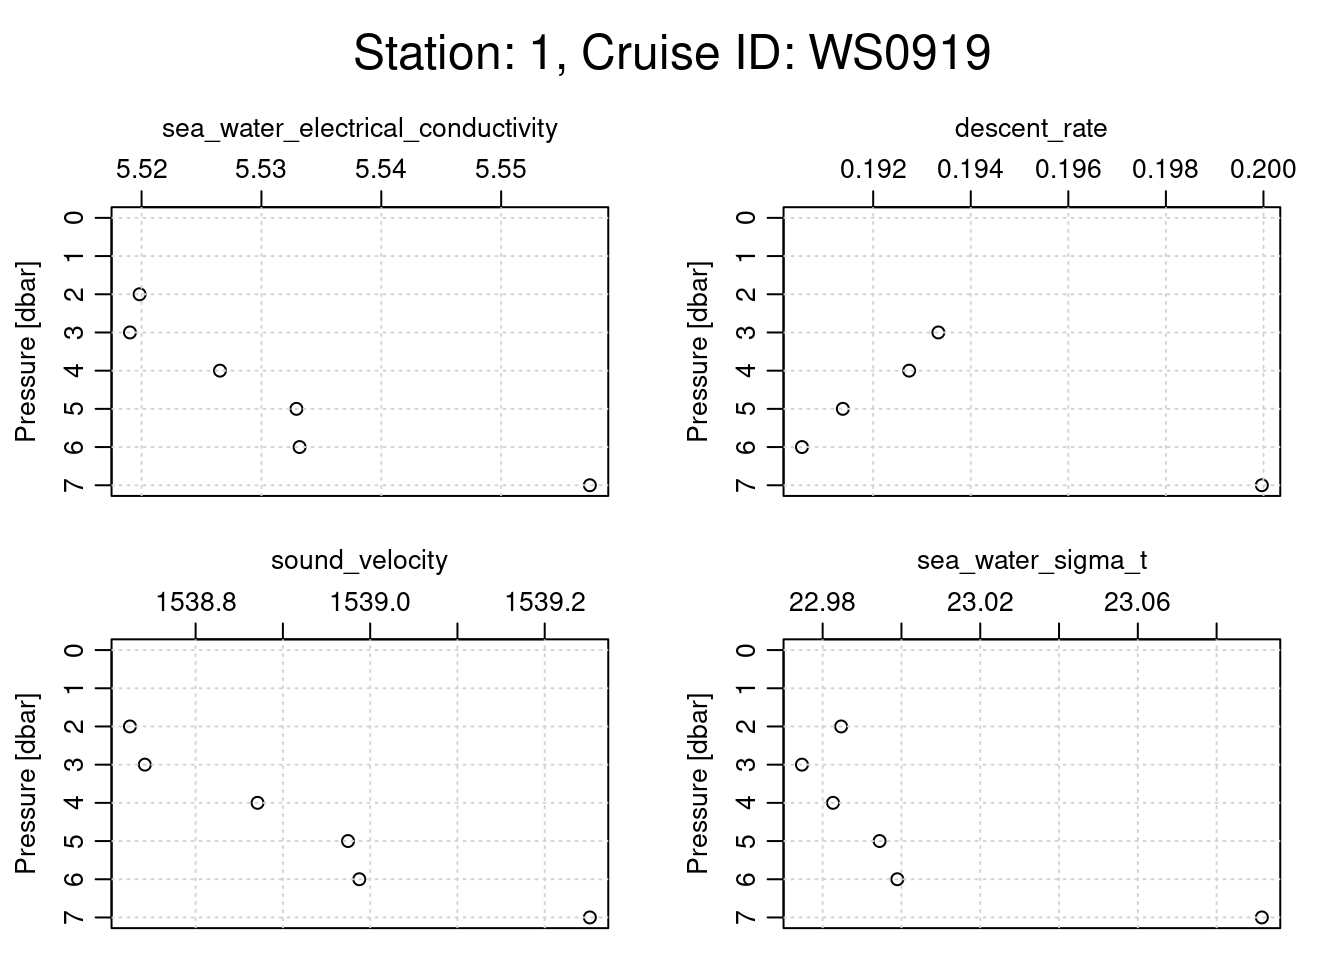 Station: 1, Cruise ID: WS0919
sea_water_electrical_conductivity
5.52 5.53 5.54 5.55
Pressure [dbar]
0
1
2
3
4
5
6
7
descent_rate
0.192 0.194 0.196 0.198 0.200
Pressure [dbar]
0
1
2
3
4
5
6
7
sound_velocity
1538.8 1539.0 1539.2
Pressure [dbar]
0
1
2
3
4
5
6
7
sea_water_sigma_t
22.98 23.02 23.06
Pressure [dbar]
0
1
2
3
4
5
6
7